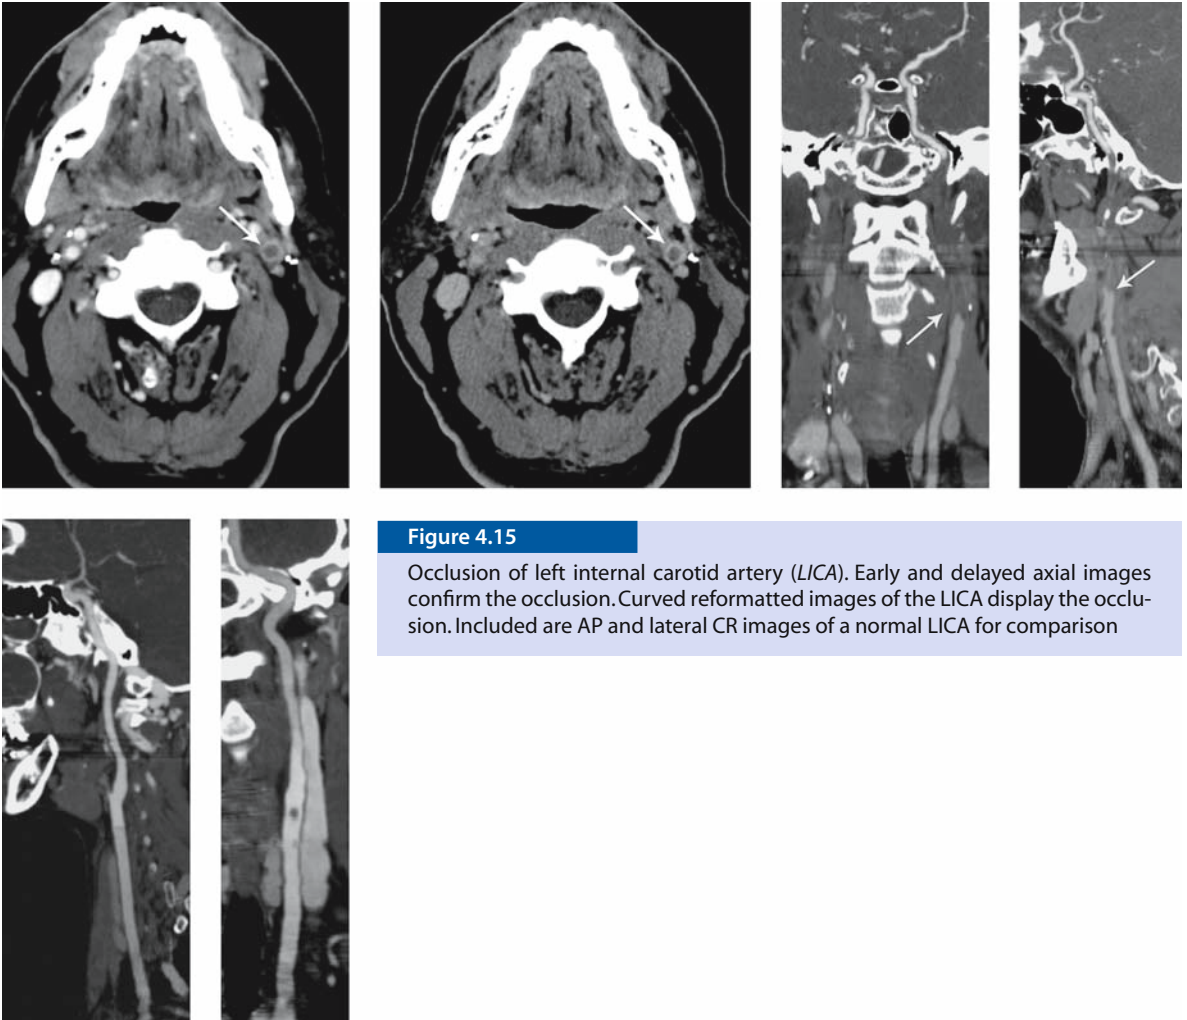 Figure 4.15
Occlusion of left internal carotid artery (LICA). Early and delayed axial images
confirm the occlusion. Curved reformatted images of the LICA display the occlu-
sion. Included are AP and lateral CR images of a normal LICA for comparison